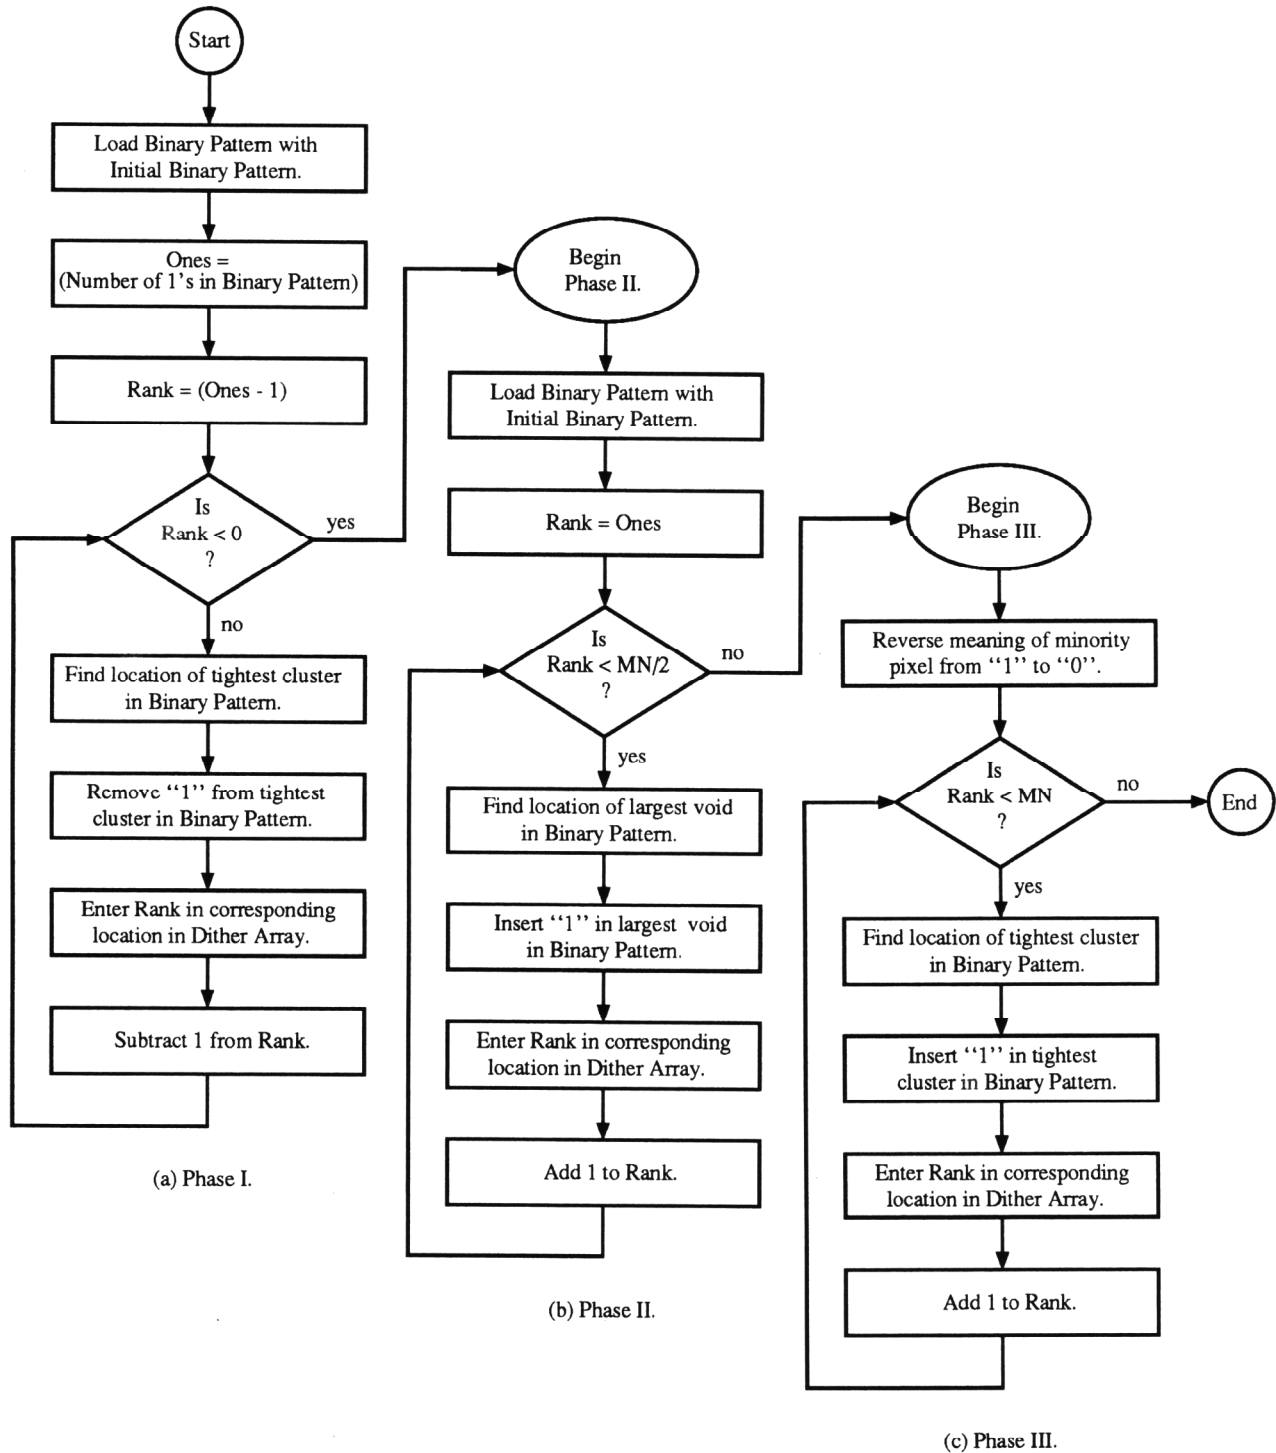 Start
Load Binary Pattern with
Initial Binary Pattern.
Ones =
(Number of 1's in Binary Pattern)
Rank = (Ones - 1)
Is
Rank < 0
?
yes
no
Find location of tightest cluster
in Binary Pattern.
Remove “1” from tightest
cluster in Binary Pattern.
Enter Rank in corresponding
location in Dither Array.
Subtract 1 from Rank.
(a) Phase I.
Begin
Phase II.
Load Binary Pattern with
Initial Binary Pattern.
Rank = Ones
Is
Rank < MN/2
?
no
yes
Find location of largest void
in Binary Pattern.
Insert “1” in largest void
in Binary Pattern.
Enter Rank in corresponding
location in Dither Array.
Add 1 to Rank.
(b) Phase II.
Begin
Phase III.
Reverse meaning of minority
pixel from “1” to “0”.
Is
Rank < MN
?
no
End
yes
Find location of tightest cluster
in Binary Pattern.
Insert “1” in tightest
cluster in Binary Pattern.
Enter Rank in corresponding
location in Dither Array.
Add 1 to Rank.
(c) Phase III.